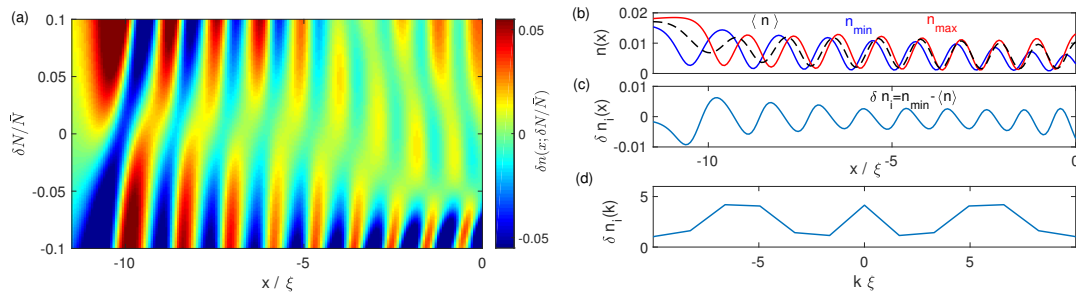 (a)
0.1
0.05
0
-0.05
-0.1
δN/N̄
-10
-5
0
x / ξ
0.05
0
-0.05
δn(x; δN/N̄)
(b)
0.02
0.01
0
n(x)
⟨ n ⟩
n_min
n_max
(c)
0.01
0
-0.01
δ n_i(x)
δ n_i=n_min-⟨n⟩
-10
-5
0
x / ξ
(d)
5
0
δ n_i(k)
-5
0
5
k ξ